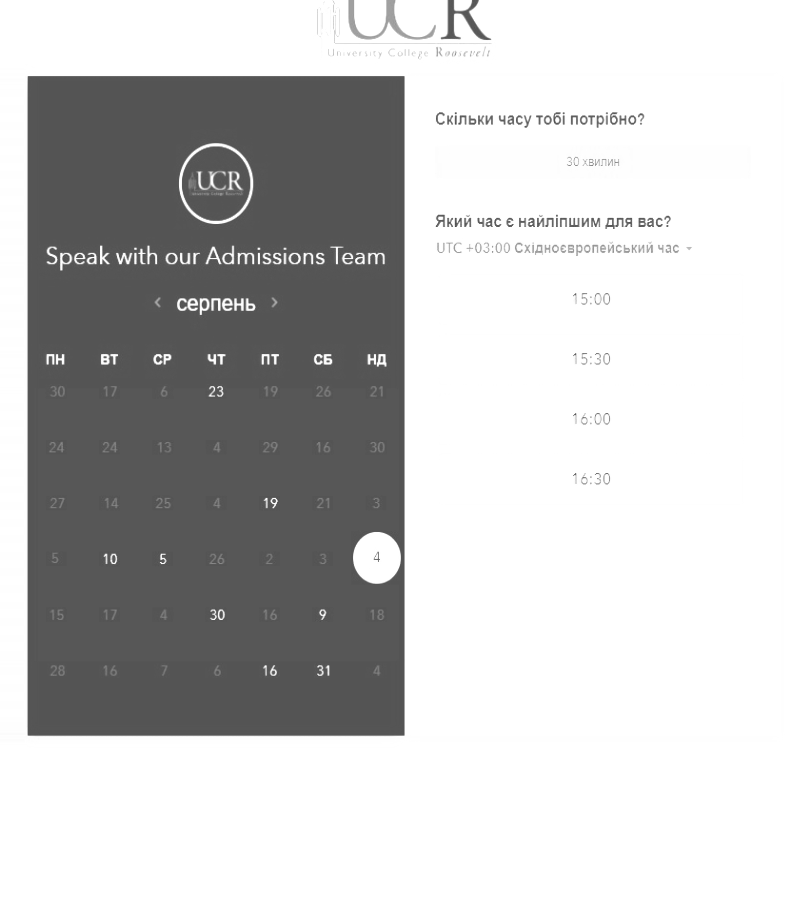 UCR
University College Roosevelt
UCR
Speak with our Admissions Team
серпень
ПН ВТ СР ЧТ ПТ СБ НД
30 17 6 23 19 26 21
24 24 13 4 29 16 30
27 14 25 4 19 21 3
5 10 5 26 2 3 4
15 17 4 30 16 9 18
28 16 7 6 16 31 4
Скільки часу тобі потрібно?
30 хвилин
Який час є найліпшим для вас?
UTC +03:00 Східноєвропейський час
15:00
15:30
16:00
16:30